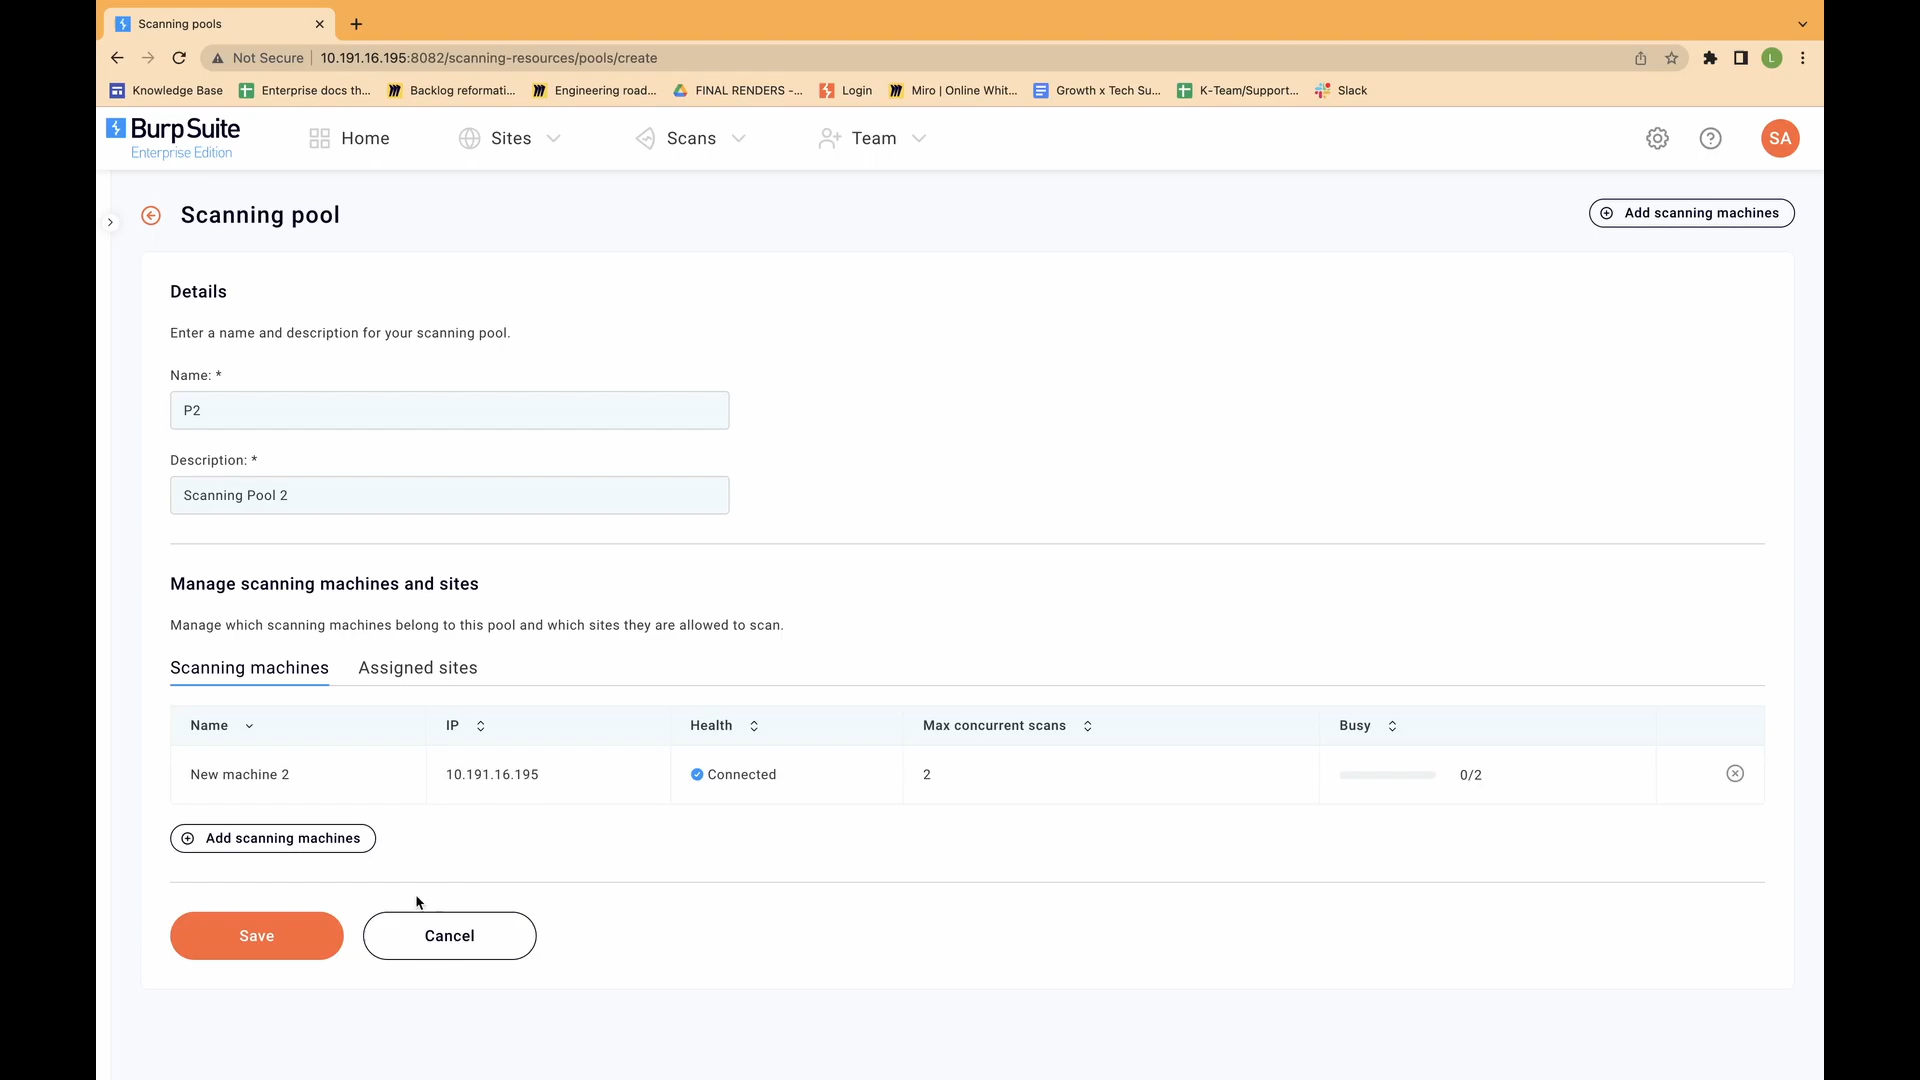 Scanning pools
Not Secure 10.191.16.195:8082/scanning-resources/pools/create
Knowledge Base Enterprise docs th... Backlog reformati... Engineering road... FINAL RENDERS -... Login Miro | Online Whit... Growth x Tech Su... K-Team/Support... Slack
L
BurpSuite
Enterprise Edition
Home Sites Scans Team SA
Scanning pool Add scanning machines
Details
Enter a name and description for your scanning pool.
Name: *
P2
Description: *
Scanning Pool 2
Manage scanning machines and sites
Manage which scanning machines belong to this pool and which sites they are allowed to scan.
Scanning machines Assigned sites
Name IP Health Max concurrent scans Busy
New machine 2 10.191.16.195 Connected 2 0/2
Add scanning machines
Save Cancel